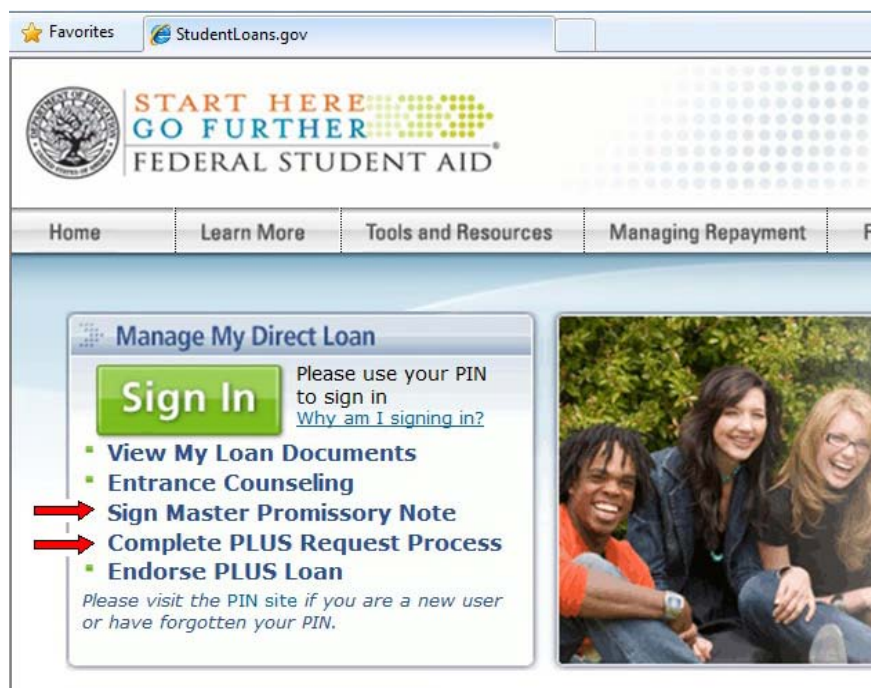 Favorites
StudentLoans.gov
START HERE
GO FURTHER
FEDERAL STUDENT AID®
Home Learn More Tools and Resources Managing Repayment
Manage My Direct Loan
Sign In
Please use your PIN
to sign in
Why am I signing in?
View My Loan Documents
Entrance Counseling
Sign Master Promissory Note
Complete PLUS Request Process
Endorse PLUS Loan
Please visit the PIN site if you are a new user
or have forgotten your PIN.